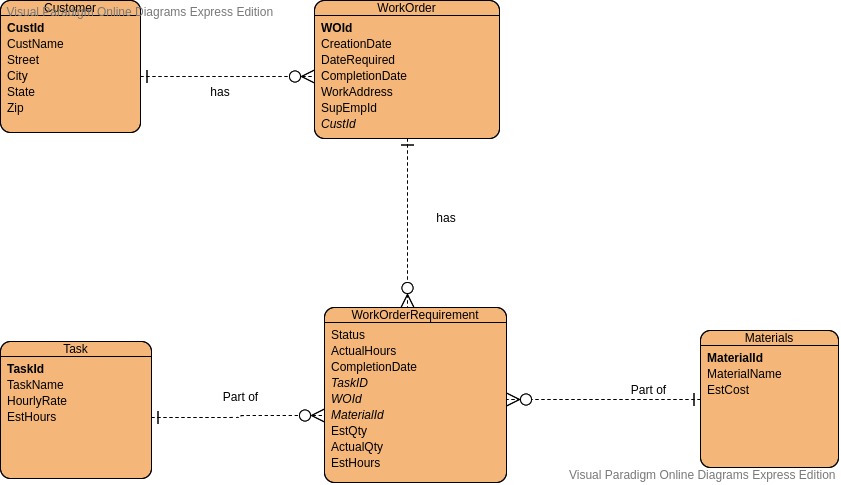 Customer
Visual Paradigm Online Diagrams Express Edition
CustId
CustName
Street
City
State
Zip
has
WorkOrder
WOId
CreationDate
DateRequired
CompletionDate
WorkAddress
SupEmpId
CustId
has
Task
TaskId
TaskName
HourlyRate
EstHours
Part of
WorkOrderRequirement
Status
ActualHours
CompletionDate
TaskID
WOId
MaterialId
EstQty
ActualQty
EstHours
Part of
Materials
MaterialId
MaterialName
EstCost
Visual Paradigm Online Diagrams Express Edition